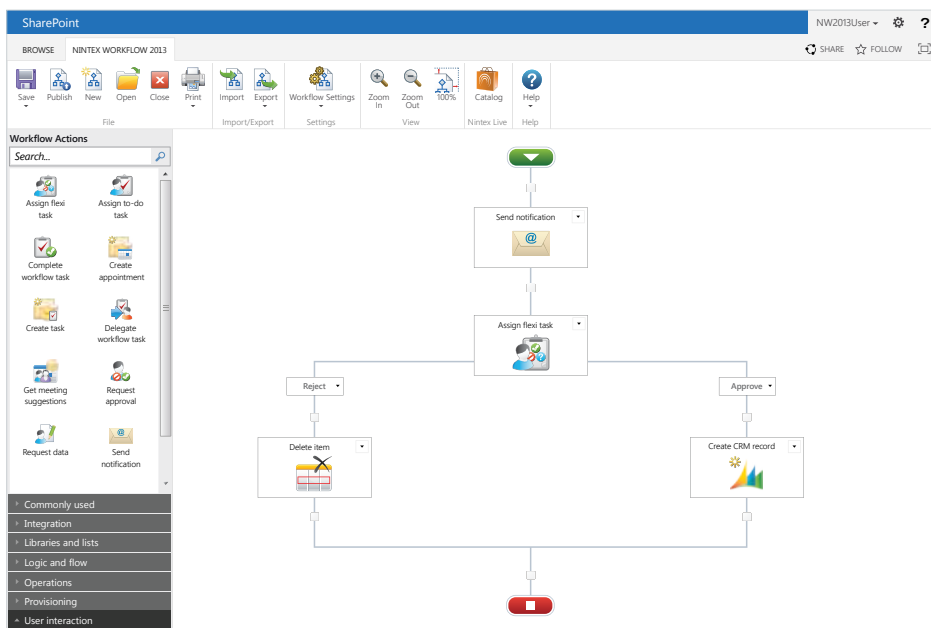 SharePoint
NW2013User
?
BROWSE
NINTEX WORKFLOW 2013
SHARE
FOLLOW
Save
Publish
New
Open
Close
Print
Import
Export
Workflow Settings
Zoom
In
Zoom
Out
100%
Catalog
Help
File
Import/Export
Settings
View
Nintex Live
Help
Workflow Actions
Search...
Assign flexi
task
Assign to-do
task
Complete
workflow task
Create
appointment
Create task
Delegate
workflow task
Get meeting
suggestions
Request
approval
Request data
Send
notification
Commonly used
Integration
Libraries and lists
Logic and flow
Operations
Provisioning
User interaction
Send notification
@
Assign flexi task
Reject
Approve
Delete item
Create CRM record